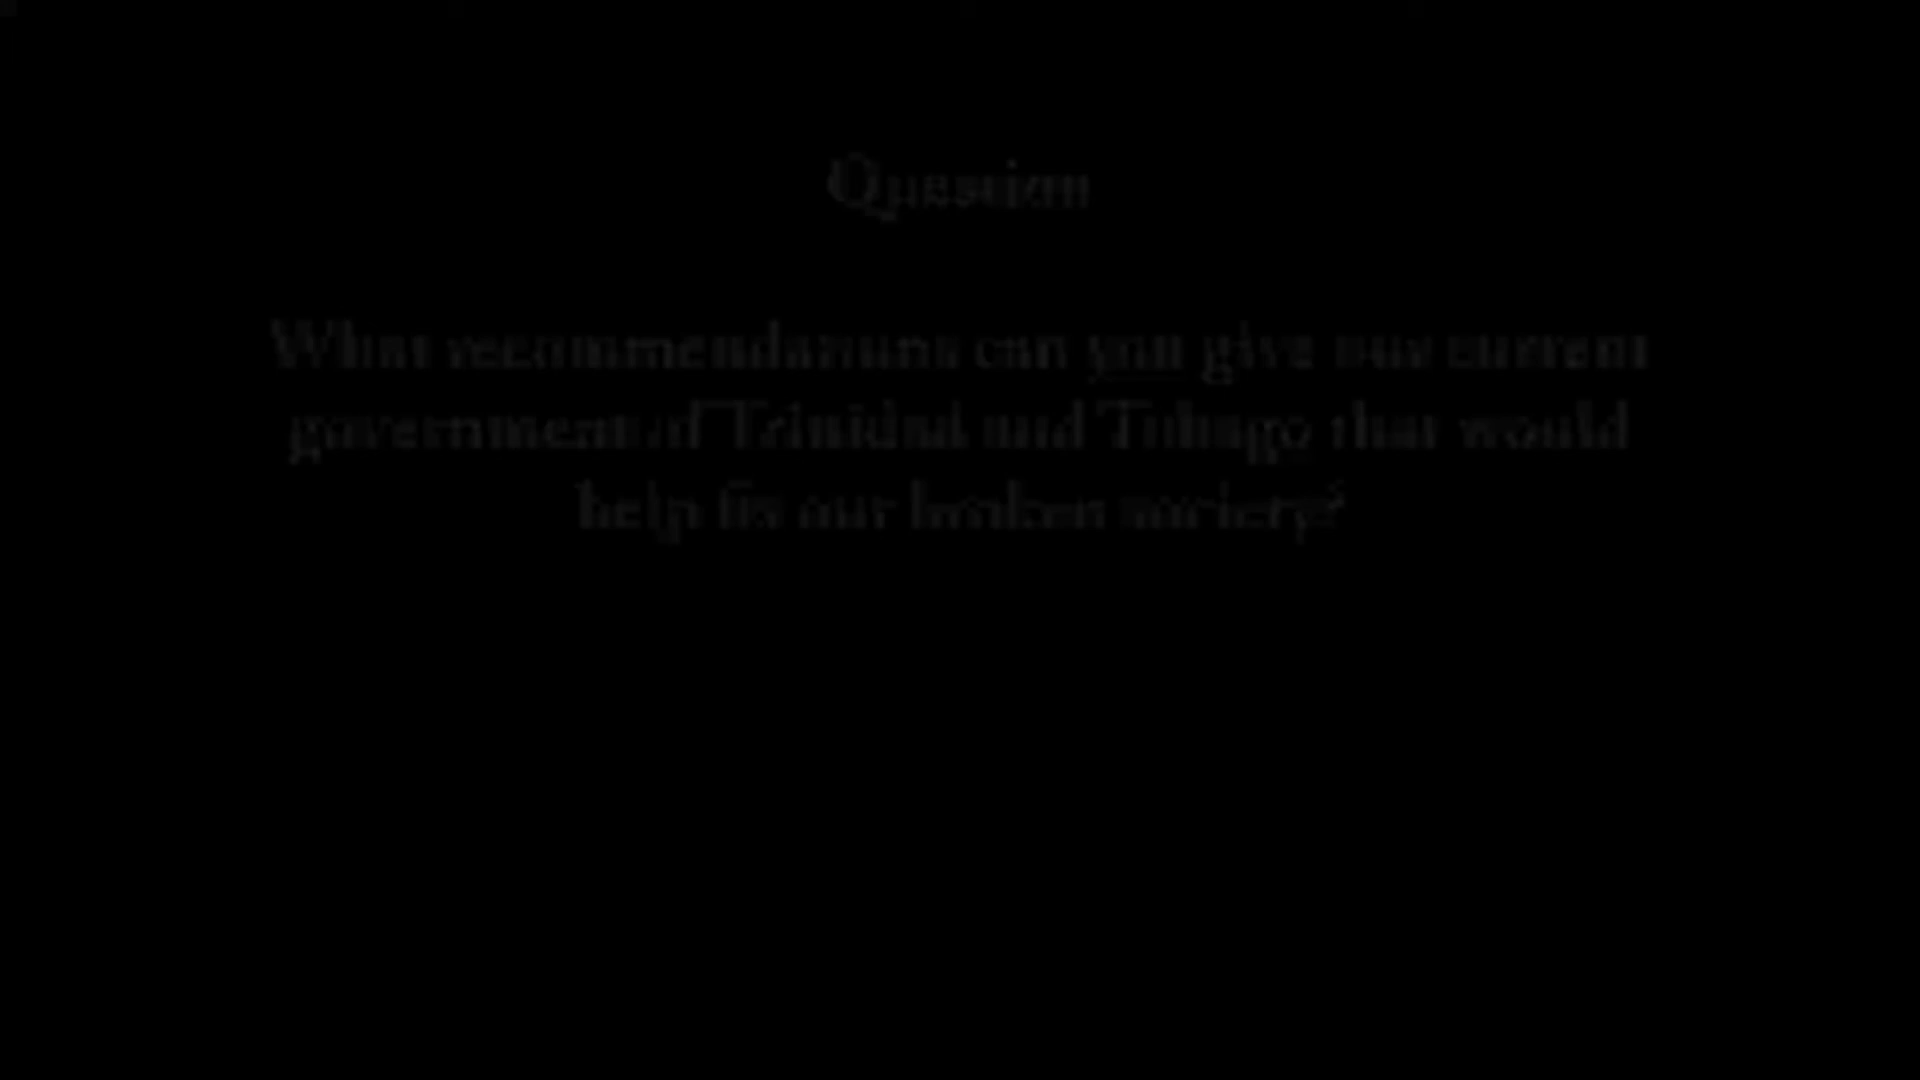 Question
What recommendations can you give our current
government of Trinidad and Tobago that would
help fix our broken society?